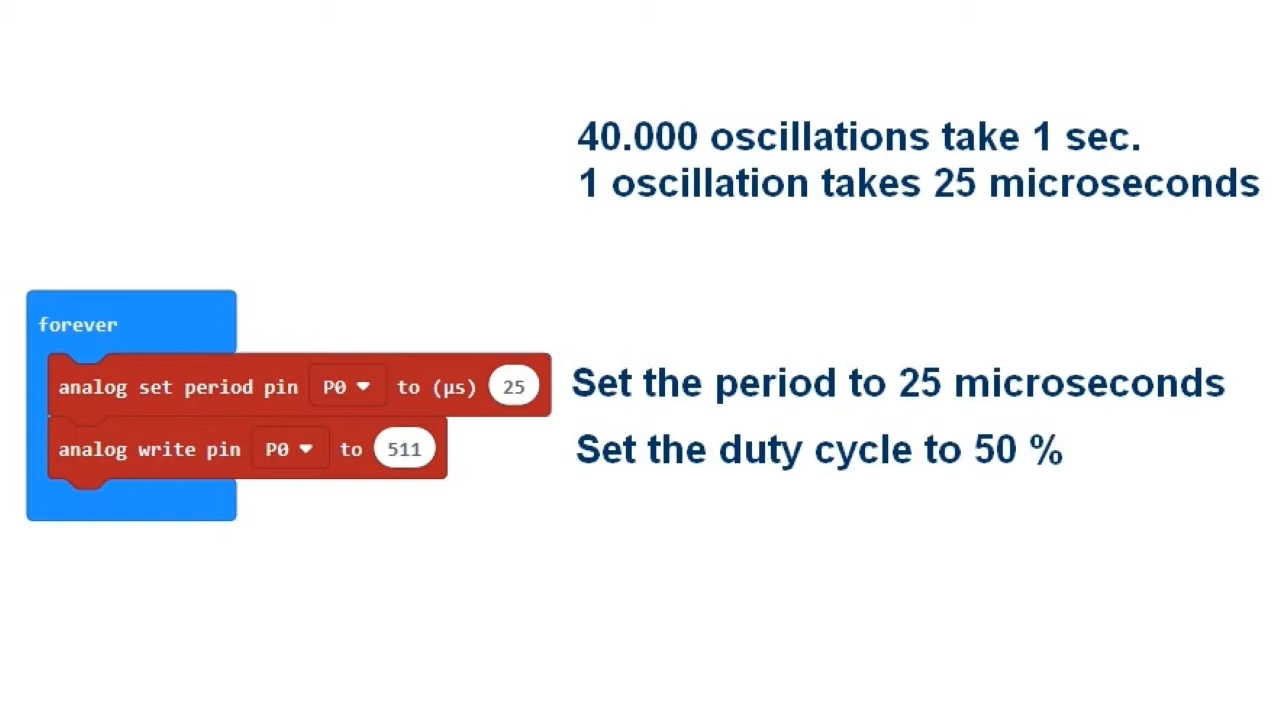 40.000 oscillations take 1 sec.
1 oscillation takes 25 microseconds
forever
analog set period pin P0 to (µs) 25
Set the period to 25 microseconds
analog write pin P0 to 511
Set the duty cycle to 50 %